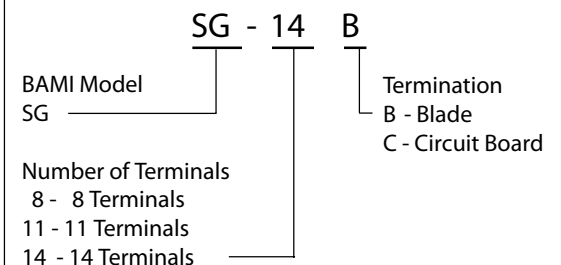 SG - 14 B
BAMI Model
SG
Termination
B - Blade
C - Circuit Board
Number of Terminals
8 - 8 Terminals
11 - 11 Terminals
14 - 14 Terminals